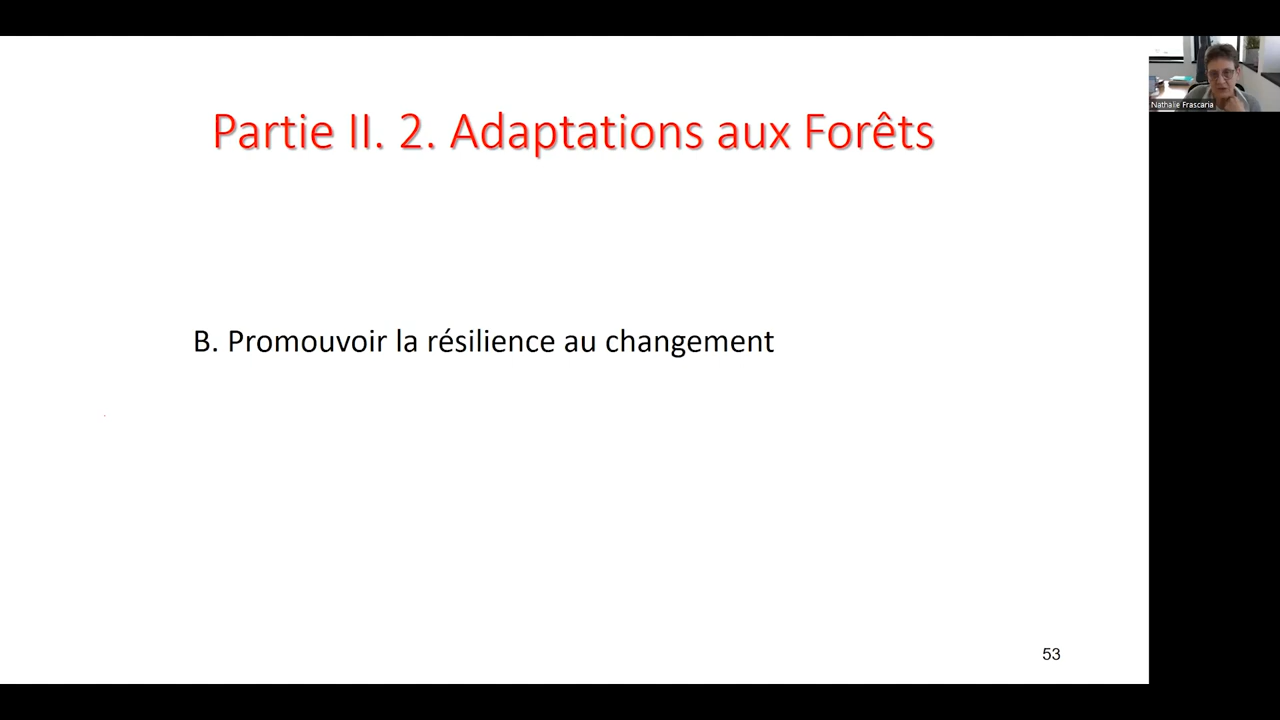 Partie II. 2. Adaptations aux Forêts
Nathalie Frascaria
B. Promouvoir la résilience au changement
53